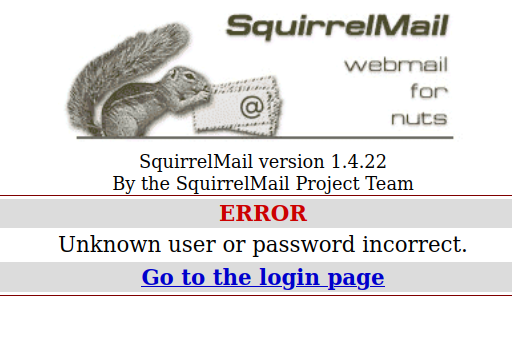 SquirrelMail
webmail
for
nuts
@
SquirrelMail version 1.4.22
By the SquirrelMail Project Team
ERROR
Unknown user or password incorrect.
Go to the login page